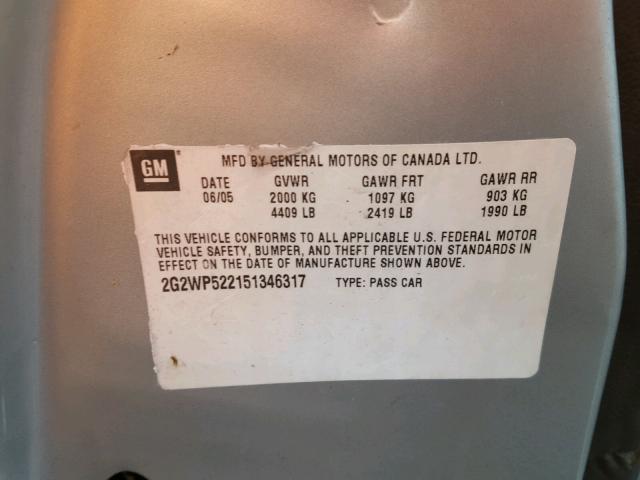 GM
MFD BY GENERAL MOTORS OF CANADA LTD.
DATE GVWR GAWR FRT GAWR RR
06/05 2000 KG 1097 KG 903 KG
4409 LB 2419 LB 1990 LB
THIS VEHICLE CONFORMS TO ALL APPLICABLE U.S. FEDERAL MOTOR
VEHICLE SAFETY, BUMPER, AND THEFT PREVENTION STANDARDS IN
EFFECT ON THE DATE OF MANUFACTURE SHOWN ABOVE.
2G2WP522151346317 TYPE: PASS CAR